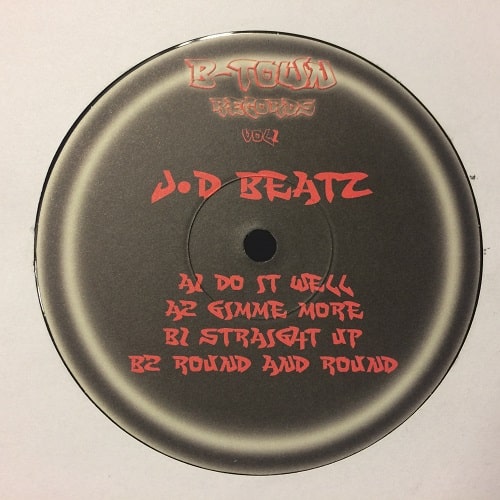 B-TOWN
RECORDS
VOL1
J•D BEATZ
A1 DO IT WELL
A2 GIMME MORE
B1 STRAIGHT UP
B2 ROUND AND ROUND